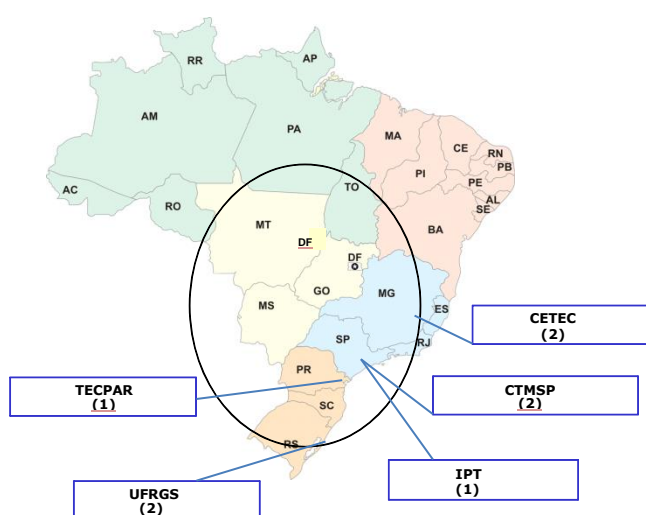 RR
AP
AM
PA
MA
CE
RN
PB
PI
PE
AL
SE
AC
RO
TO
BA
MT
DF
DF
GO
MG
MS
ES
SP
RJ
PR
SC
RS
CETEC
(2)
TECPAR
(1)
CTMSP
(2)
IPT
(1)
UFRGS
(2)